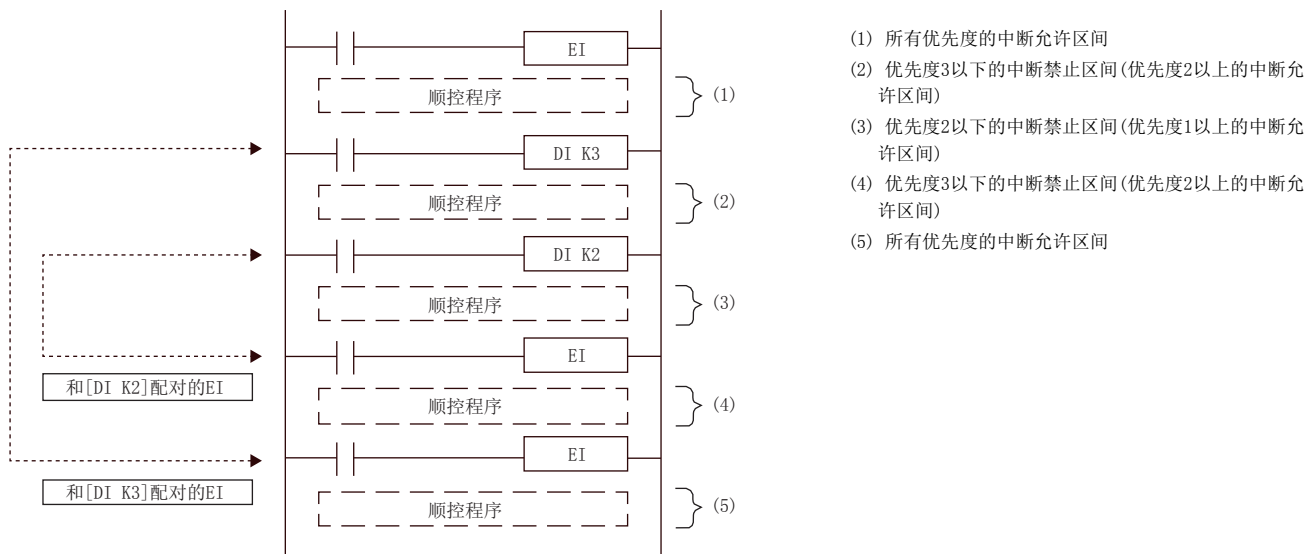 EI
顺控程序
(1)
DI K3
顺控程序
(2)
DI K2
顺控程序
(3)
EI
和[DI K2]配对的EI
顺控程序
(4)
EI
和[DI K3]配对的EI
顺控程序
(5)
(1) 所有优先度的中断允许区间
(2) 优先度3以下的中断禁止区间(优先度2以上的中断允
许区间)
(3) 优先度2以下的中断禁止区间(优先度1以上的中断允
许区间)
(4) 优先度3以下的中断禁止区间(优先度2以上的中断允
许区间)
(5) 所有优先度的中断允许区间